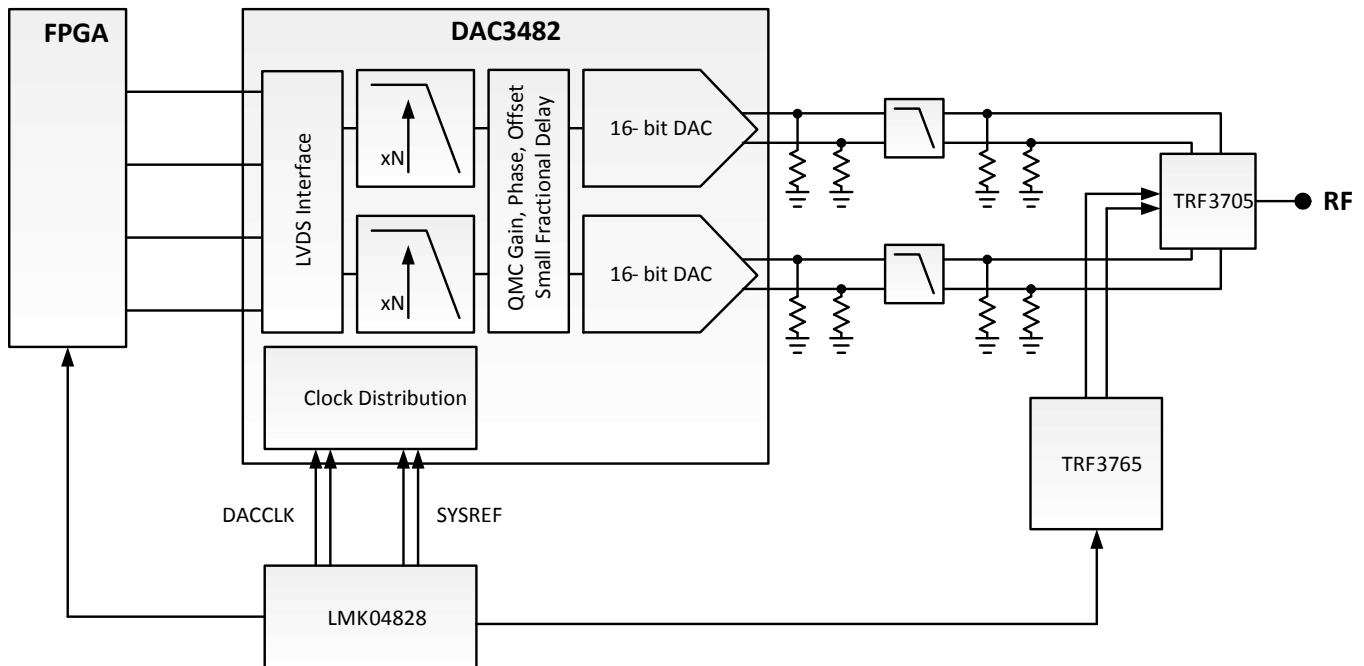 FPGA
DAC3482
LVDS Interface
xN
xN
QMC Gain, Phase, Offset
Small Fractional Delay
16- bit DAC
16- bit DAC
TRF3705
RF
Clock Distribution
TRF3765
DACCLK
SYSREF
LMK04828